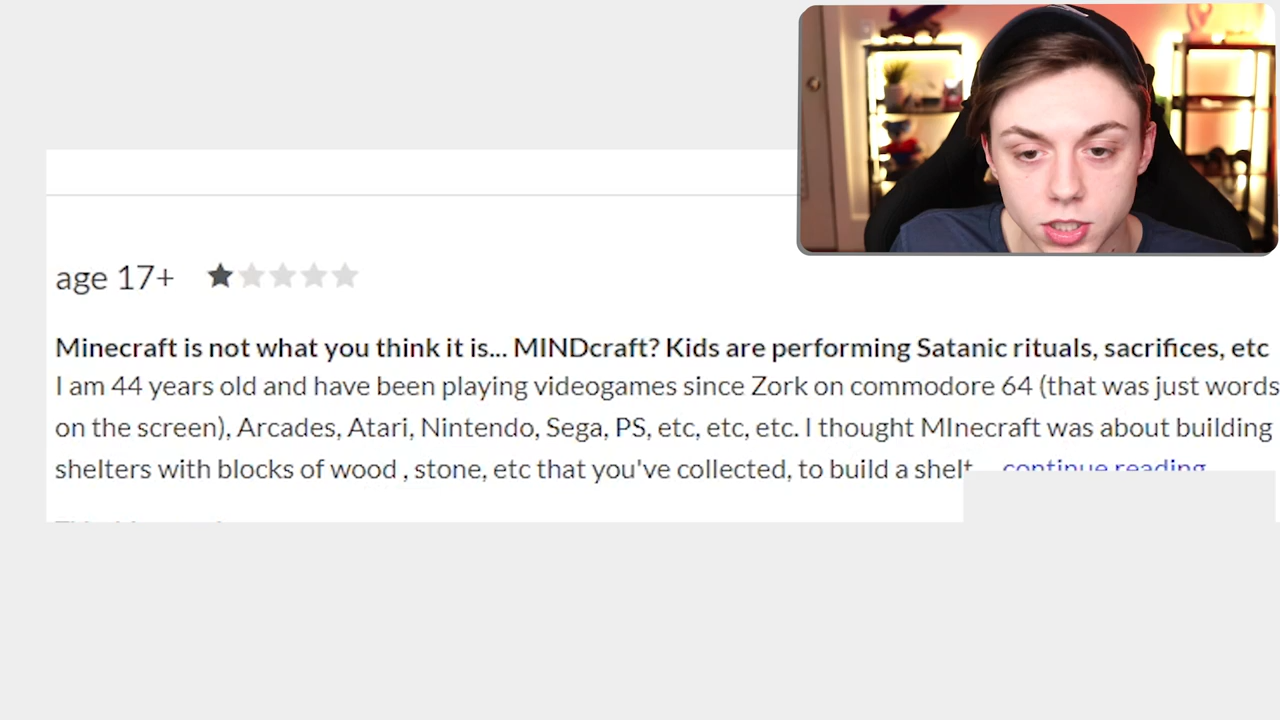 age 17+
Minecraft is not what you think it is... MINDcraft? Kids are performing Satanic rituals, sacrifices, etc
I am 44 years old and have been playing videogames since Zork on commodore 64 (that was just words
on the screen), Arcades, Atari, Nintendo, Sega, PS, etc, etc, etc. I thought MInecraft was about building
shelters with blocks of wood , stone, etc that you've collected, to build a shelt... continue reading